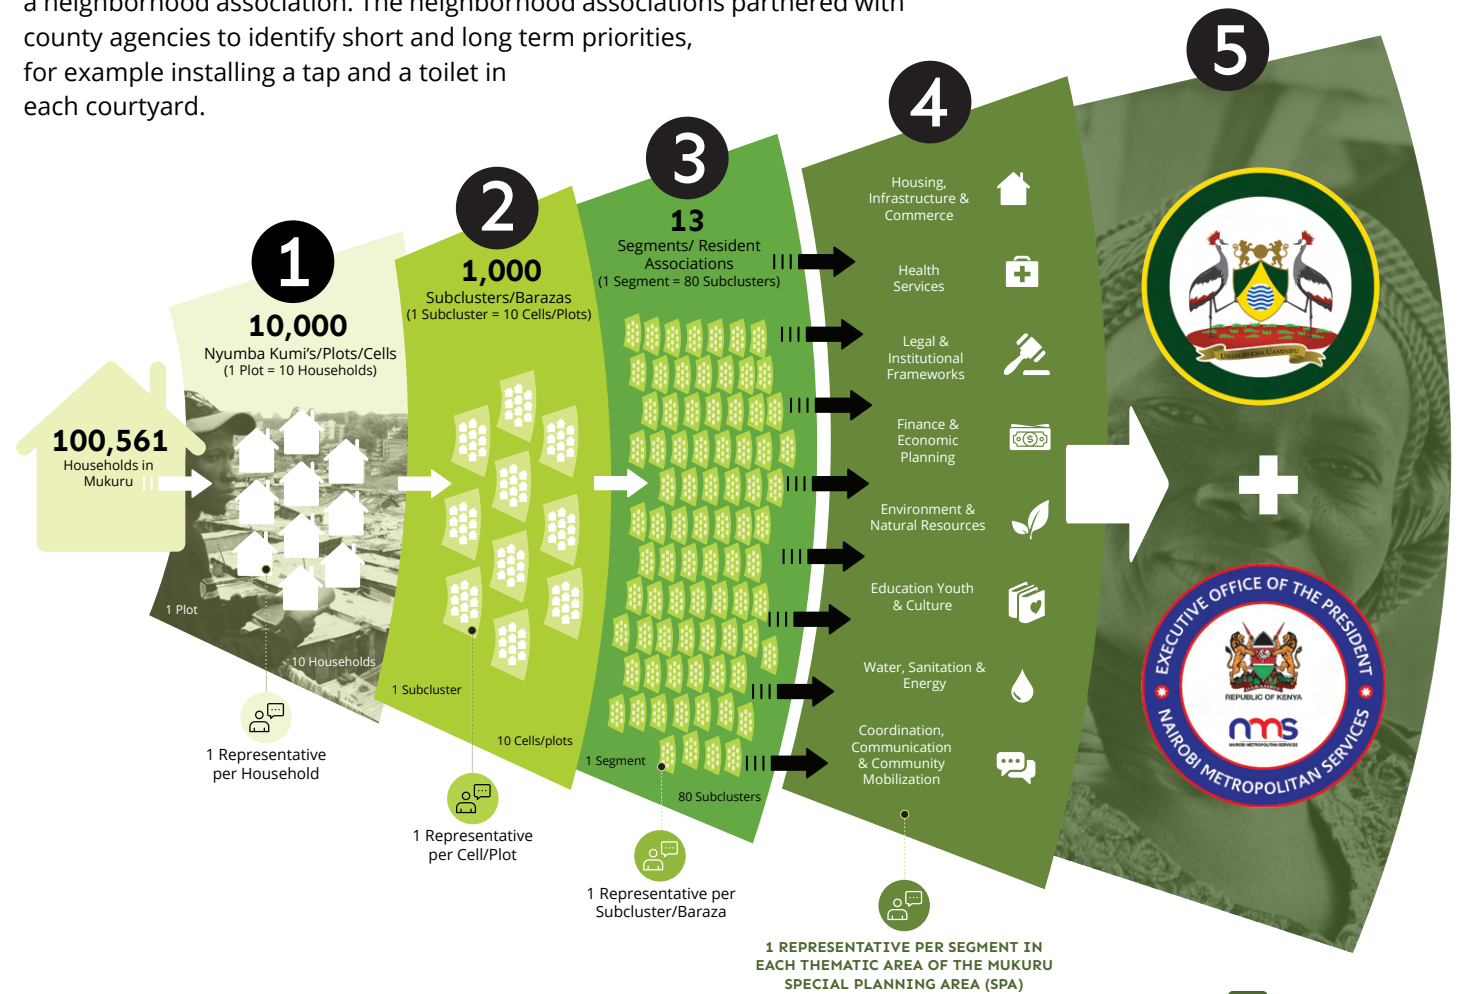 a neighborhood association. The neighborhood associations partnered with
county agencies to identify short and long term priorities,
for example installing a tap and a toilet in
each courtyard.
1
10,000
Nyumba Kumi's/Plots/Cells
(1 Plot = 10 Households)
100,561
Households in
Mukuru
1 Plot
10 Households
1 Representative
per Household
2
1,000
Subclusters/Barazas
(1 Subcluster = 10 Cells/Plots)
1 Subcluster
10 Cells/plots
1 Representative
per Cell/Plot
3
13
Segments/ Resident
Associations
(1 Segment = 80 Subclusters)
1 Segment
80 Subclusters
1 Representative per
Subcluster/Baraza
4
Housing,
Infrastructure &
Commerce
Health
Services
Legal &
Institutional
Frameworks
Finance &
Economic
Planning
Environment &
Natural Resources
Education Youth
& Culture
Water, Sanitation &
Energy
Coordination,
Communication
& Community
Mobilization
1 REPRESENTATIVE PER SEGMENT IN
EACH THEMATIC AREA OF THE MUKURU
SPECIAL PLANNING AREA (SPA)
5
EXECUTIVE OFFICE OF THE PRESIDENT
REPUBLIC OF KENYA
nms
NAIROBI METROPOLITAN SERVICES
NAIROBI METROPOLITAN SERVICES